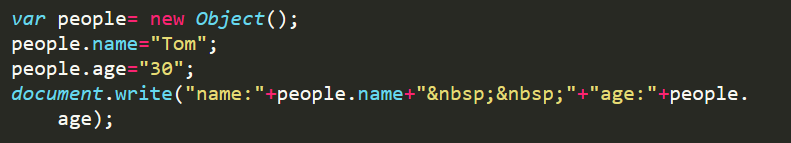 var people= new Object();
people.name="Tom";
people.age="30";
document.write("name:"+people.name+"&nbsp;&nbsp;"+"age:"+people.
age);